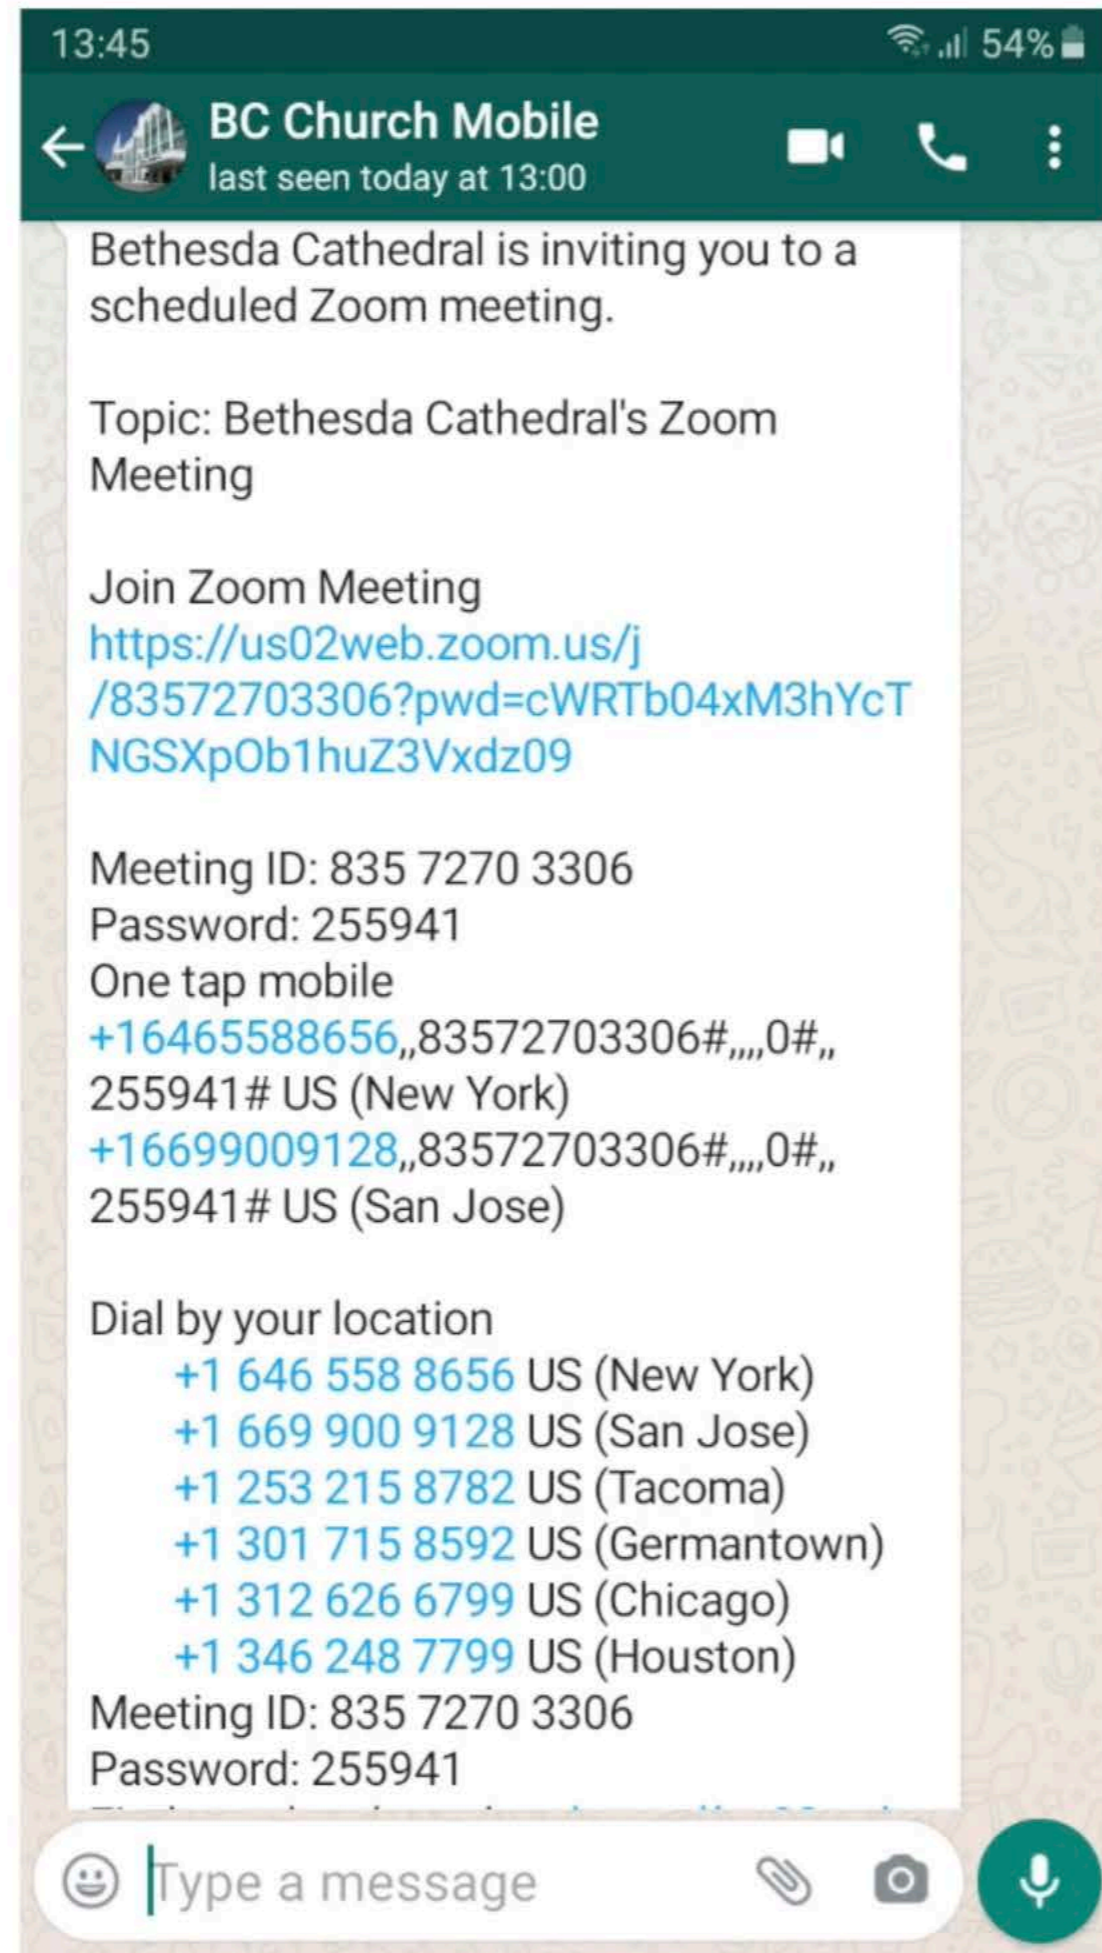 13:45
54%
BC Church Mobile
last seen today at 13:00
Bethesda Cathedral is inviting you to a
scheduled Zoom meeting.
Topic: Bethesda Cathedral's Zoom
Meeting
Join Zoom Meeting
https://us02web.zoom.us/j
/83572703306?pwd=cWRTb04xM3hYcT
NGSXpOb1huZ3Vxdz09
Meeting ID: 835 7270 3306
Password: 255941
One tap mobile
+16465588656,,83572703306#,,,,0#,,
255941# US (New York)
+16699009128,,83572703306#,,,,0#,,
255941# US (San Jose)
Dial by your location
+1 646 558 8656 US (New York)
+1 669 900 9128 US (San Jose)
+1 253 215 8782 US (Tacoma)
+1 301 715 8592 US (Germantown)
+1 312 626 6799 US (Chicago)
+1 346 248 7799 US (Houston)
Meeting ID: 835 7270 3306
Password: 255941
Type a message